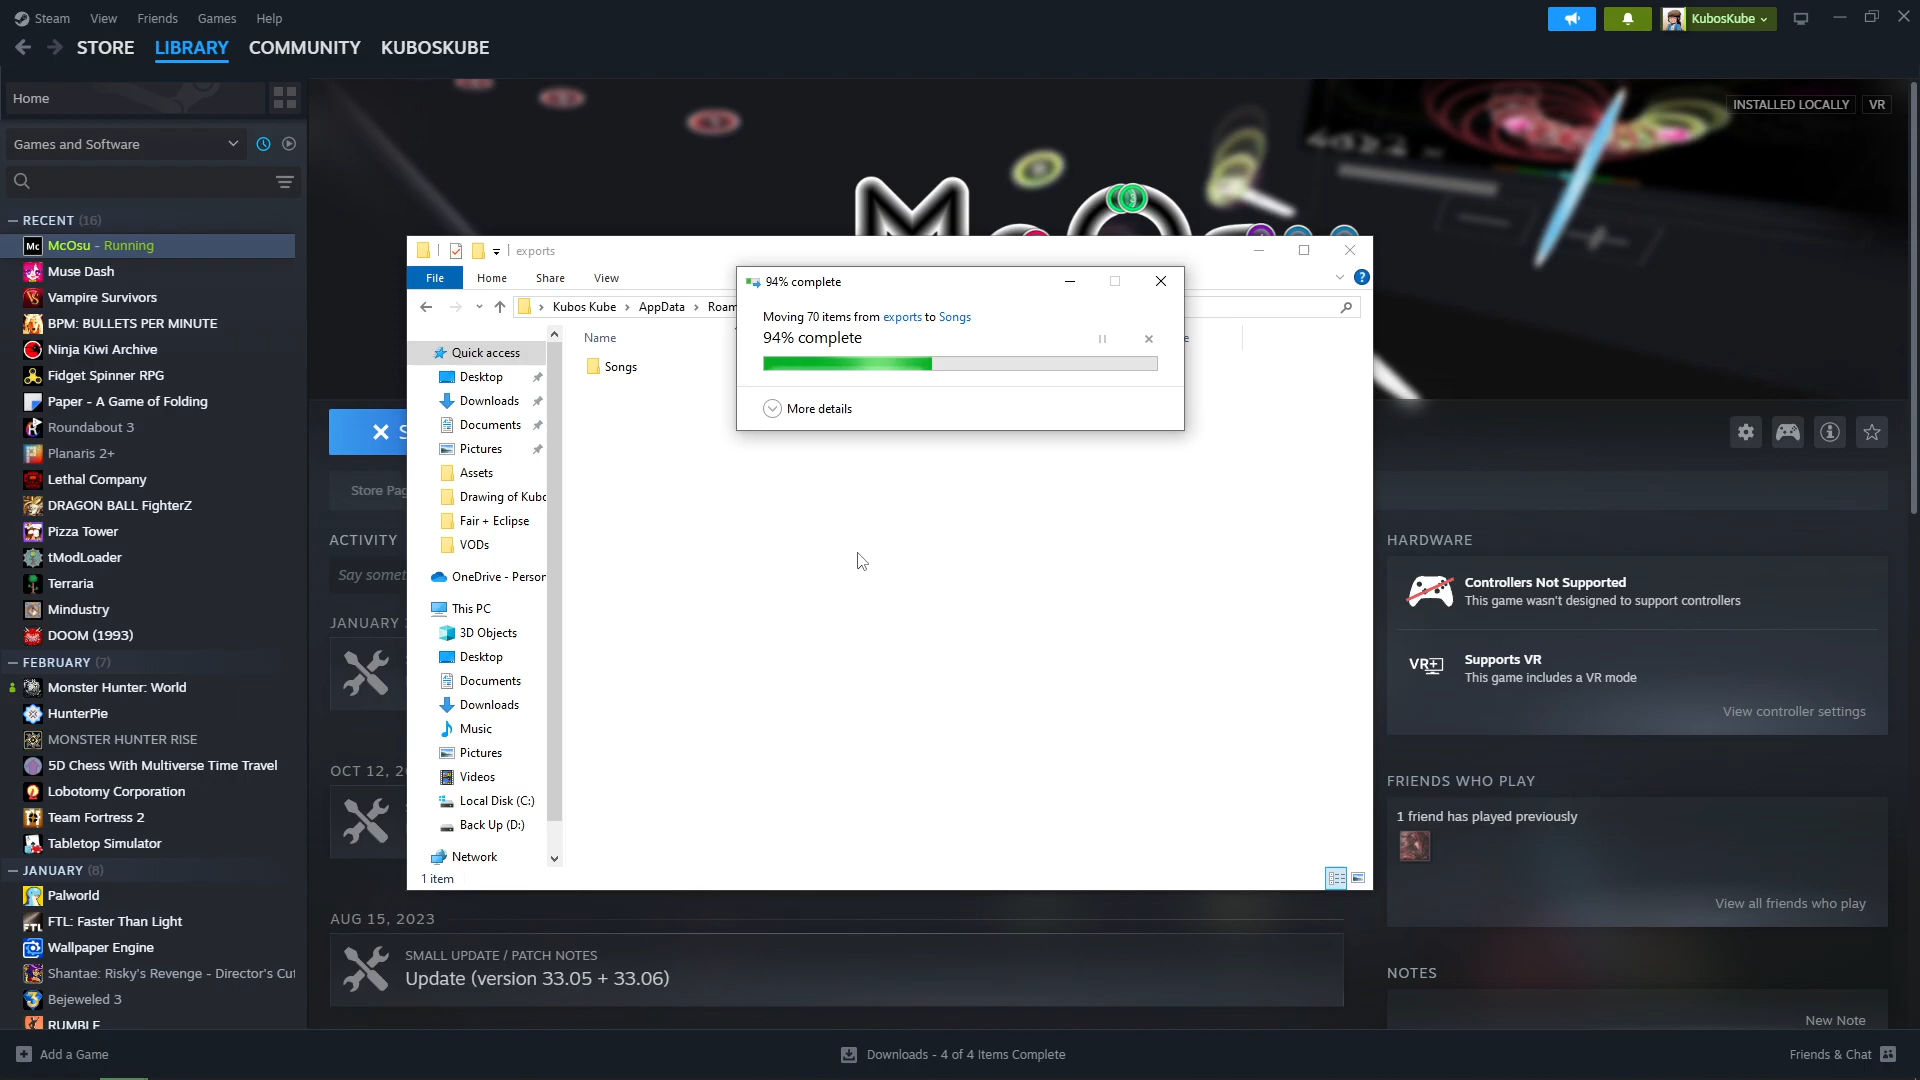 Steam View Friends Games Help
KubosKube
STORE LIBRARY COMMUNITY KUBOSKUBE
Home
INSTALLED LOCALLY VR
Games and Software
RECENT (16)
Mc McOsu - Running
Muse Dash
Vampire Survivors
BPM: BULLETS PER MINUTE
Ninja Kiwi Archive
Fidget Spinner RPG
Paper - A Game of Folding
Roundabout 3
Planaris 2+
Lethal Company
DRAGON BALL FighterZ
Pizza Tower
tModLoader
Terraria
Mindustry
DOOM (1993)
FEBRUARY (7)
Monster Hunter: World
HunterPie
MONSTER HUNTER RISE
5D Chess With Multiverse Time Travel
Lobotomy Corporation
Team Fortress 2
Tabletop Simulator
JANUARY (8)
Palworld
FTL: Faster Than Light
Wallpaper Engine
Shantae: Risky's Revenge - Director's Cut
Bejeweled 3
RUMBLE
Add a Game
exports
File Home Share View
Kubos Kube AppData Roam
Name
Songs
Quick access
Desktop
Downloads
Documents
Pictures
Assets
Drawing of Kubo
Fair + Eclipse
VODs
OneDrive - Person
This PC
3D Objects
Desktop
Documents
Downloads
Music
Pictures
Videos
Local Disk (C:)
Back Up (D:)
Network
1 item
94% complete
Moving 70 items from exports to Songs
94% complete
More details
Store Pag
ACTIVITY
Say somet
JANUARY
OCT 12, 2
AUG 15, 2023
SMALL UPDATE / PATCH NOTES
Update (version 33.05 + 33.06)
HARDWARE
Controllers Not Supported
This game wasn't designed to support controllers
VR+
Supports VR
This game includes a VR mode
View controller settings
FRIENDS WHO PLAY
1 friend has played previously
View all friends who play
NOTES
New Note
Downloads - 4 of 4 Items Complete
Friends & Chat